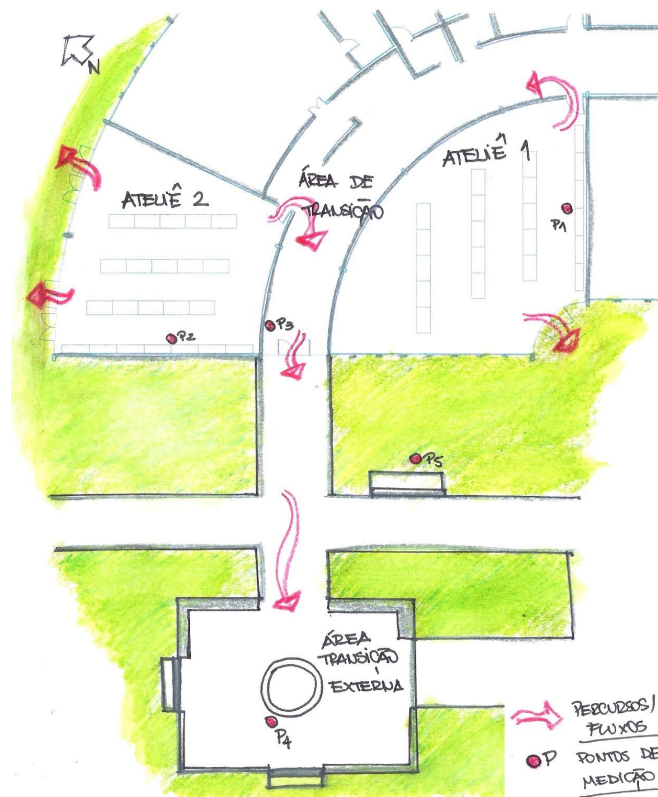 N
ATELIÊ 1
ATELIÊ 2
ÁREA DE
TRANSIÇÃO
P1
P2
P3
P5
ÁREA
TRANSIÇÃO
EXTERNA
P4
PERCURSOS/
FLUXOS
P PONTOS DE
MEDIÇÃO